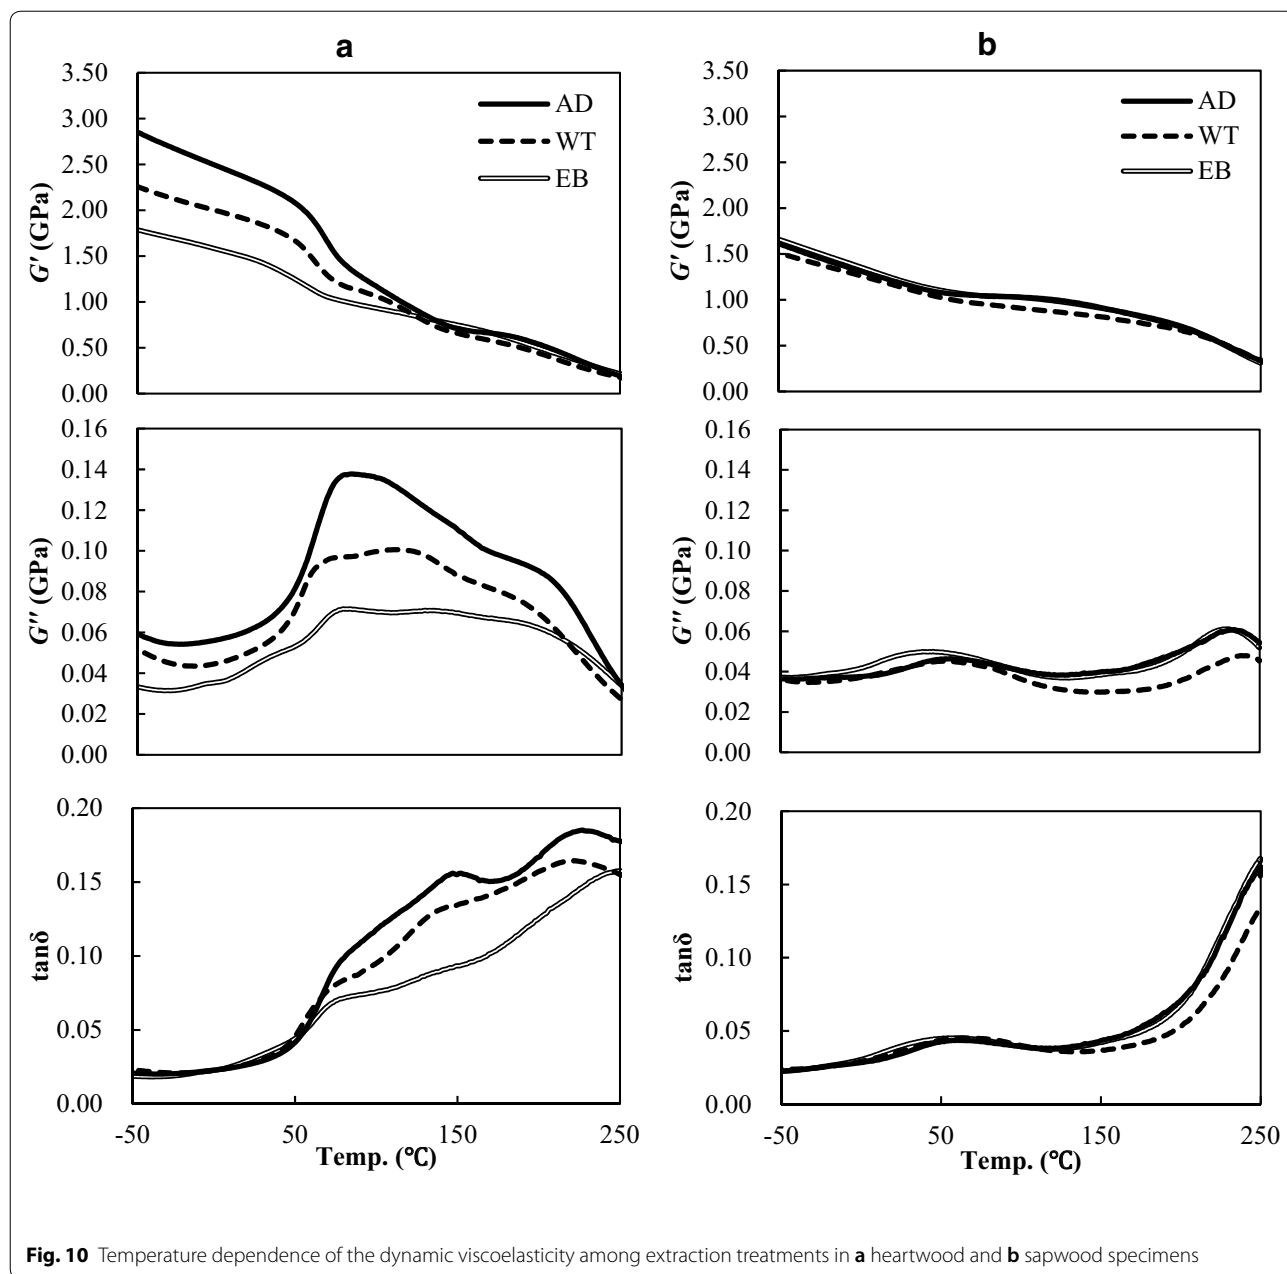 a
3.50
3.00
2.50
2.00
1.50
1.00
0.50
0.00
G′ (GPa)
AD
WT
EB
b
3.50
3.00
2.50
2.00
1.50
1.00
0.50
0.00
G′ (GPa)
AD
WT
EB
0.16
0.14
0.12
0.10
0.08
0.06
0.04
0.02
0.00
G″ (GPa)
0.16
0.14
0.12
0.10
0.08
0.06
0.04
0.02
0.00
G″ (GPa)
0.20
0.15
0.10
0.05
0.00
tanδ
-50 50 150 250
Temp. (℃)
0.20
0.15
0.10
0.05
0.00
tanδ
-50 50 150 250
Temp. (℃)
Fig. 10 Temperature dependence of the dynamic viscoelasticity among extraction treatments in a heartwood and b sapwood specimens